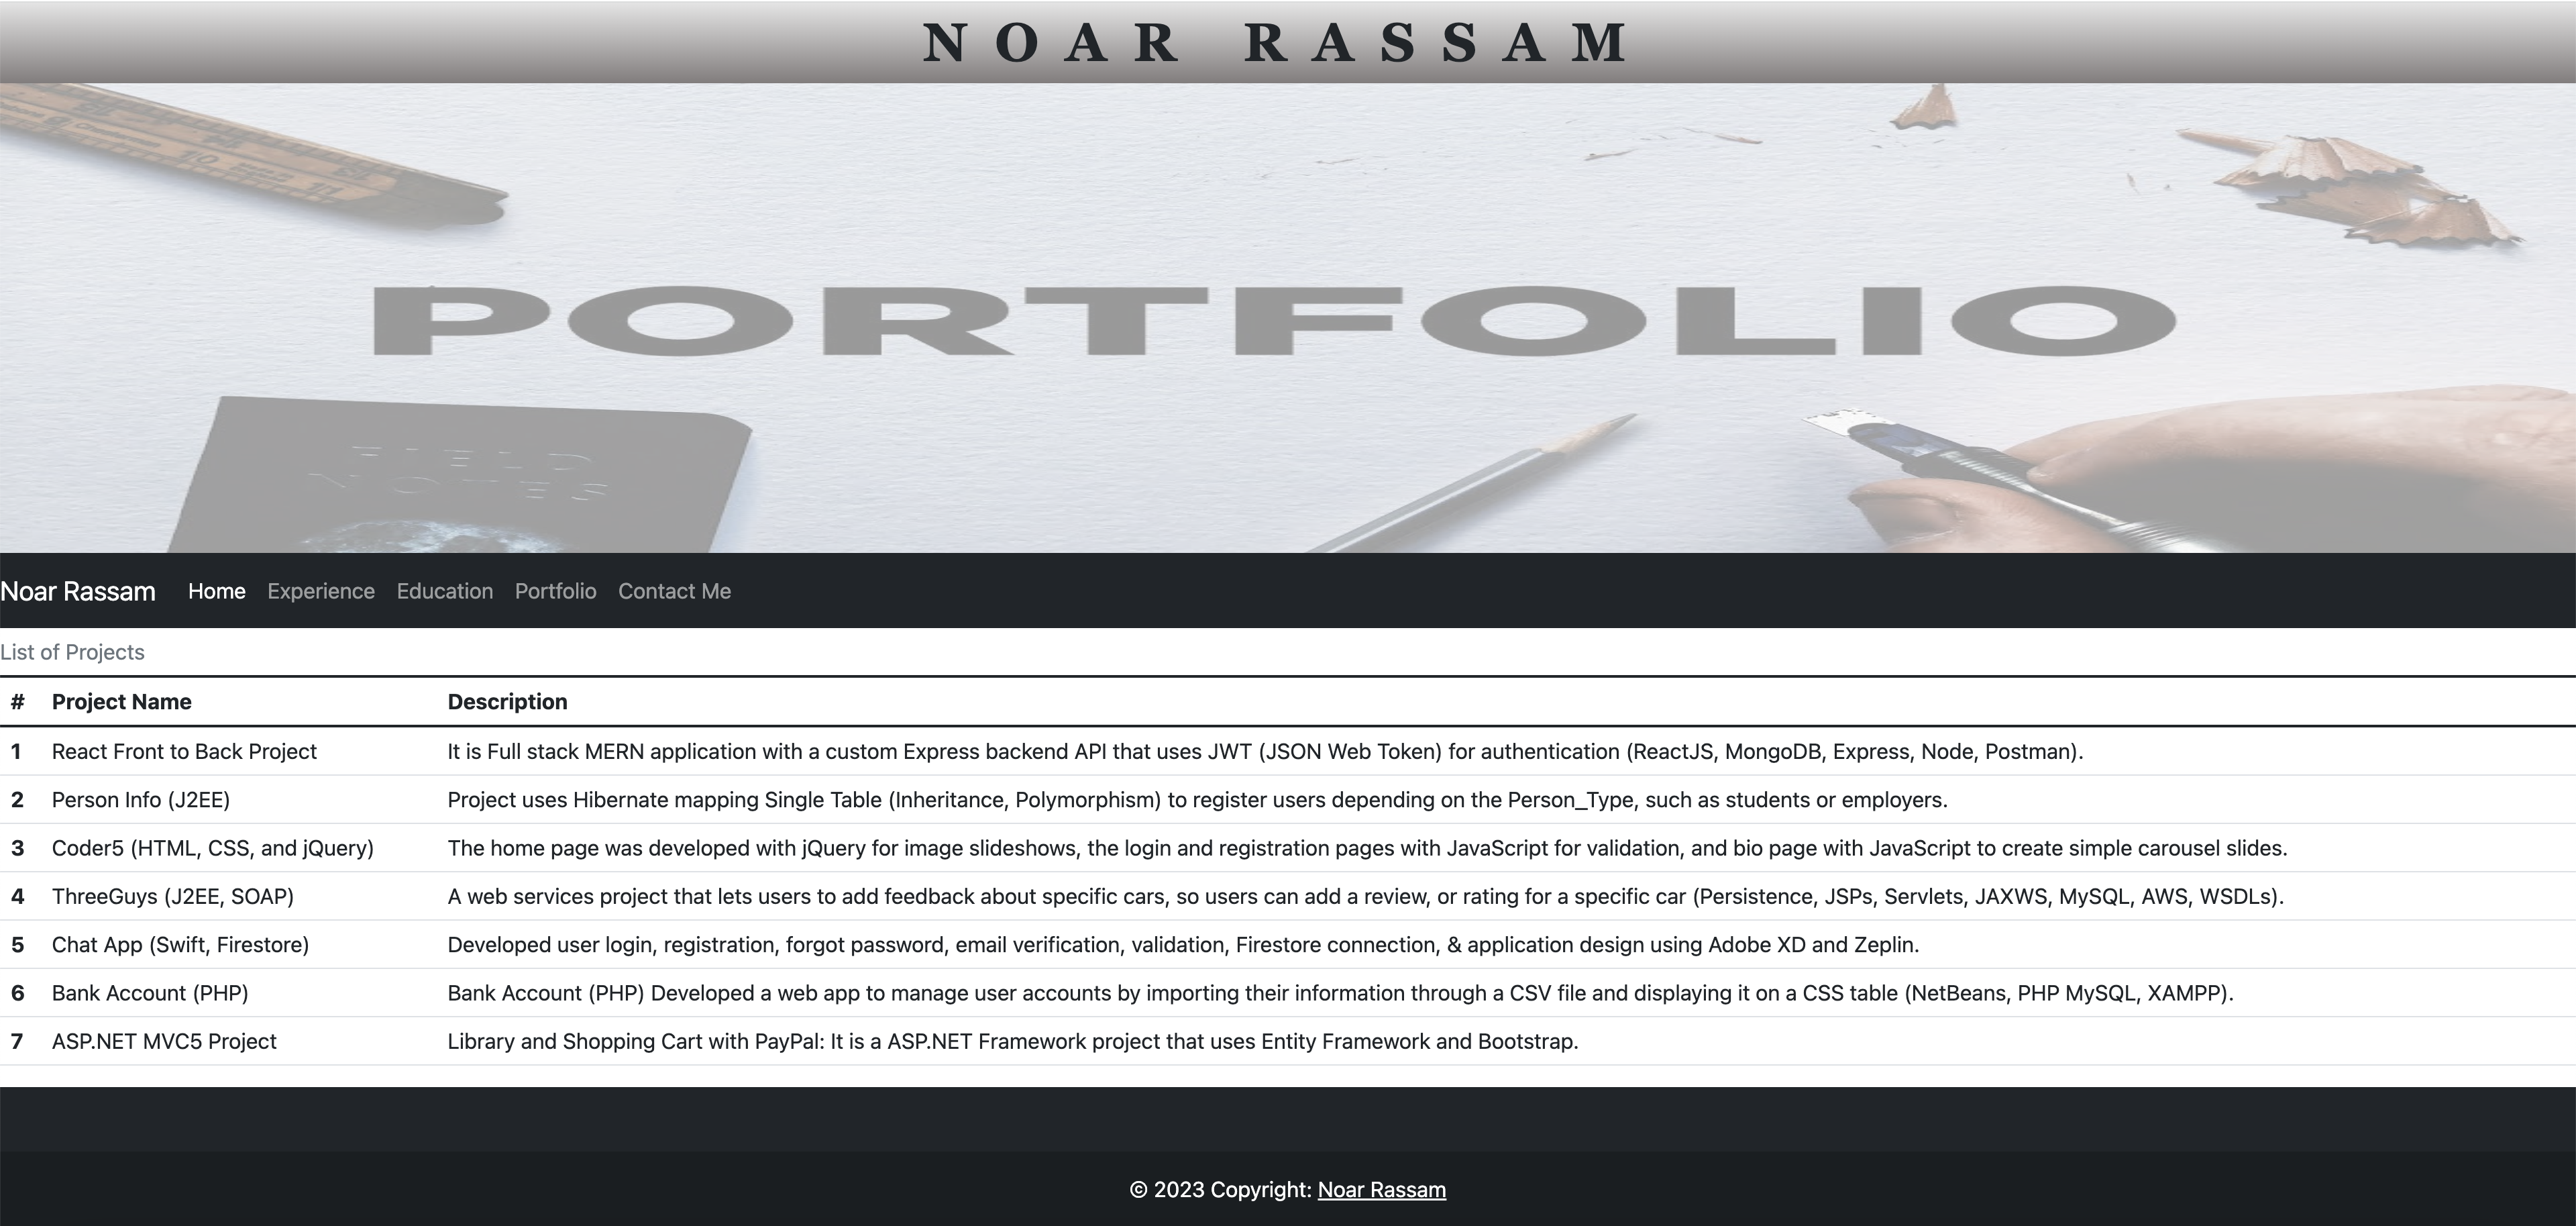 NOAR RASSAM
PORTFOLIO
FIELD
NOTES
Noar Rassam Home Experience Education Portfolio Contact Me
List of Projects
# Project Name Description
1 React Front to Back Project It is Full stack MERN application with a custom Express backend API that uses JWT (JSON Web Token) for authentication (ReactJS, MongoDB, Express, Node, Postman).
2 Person Info (J2EE) Project uses Hibernate mapping Single Table (Inheritance, Polymorphism) to register users depending on the Person_Type, such as students or employers.
3 Coder5 (HTML, CSS, and jQuery) The home page was developed with jQuery for image slideshows, the login and registration pages with JavaScript for validation, and bio page with JavaScript to create simple carousel slides.
4 ThreeGuys (J2EE, SOAP) A web services project that lets users to add feedback about specific cars, so users can add a review, or rating for a specific car (Persistence, JSPs, Servlets, JAXWS, MySQL, AWS, WSDLs).
5 Chat App (Swift, Firestore) Developed user login, registration, forgot password, email verification, validation, Firestore connection, & application design using Adobe XD and Zeplin.
6 Bank Account (PHP) Bank Account (PHP) Developed a web app to manage user accounts by importing their information through a CSV file and displaying it on a CSS table (NetBeans, PHP MySQL, XAMPP).
7 ASP.NET MVC5 Project Library and Shopping Cart with PayPal: It is a ASP.NET Framework project that uses Entity Framework and Bootstrap.
© 2023 Copyright: Noar Rassam